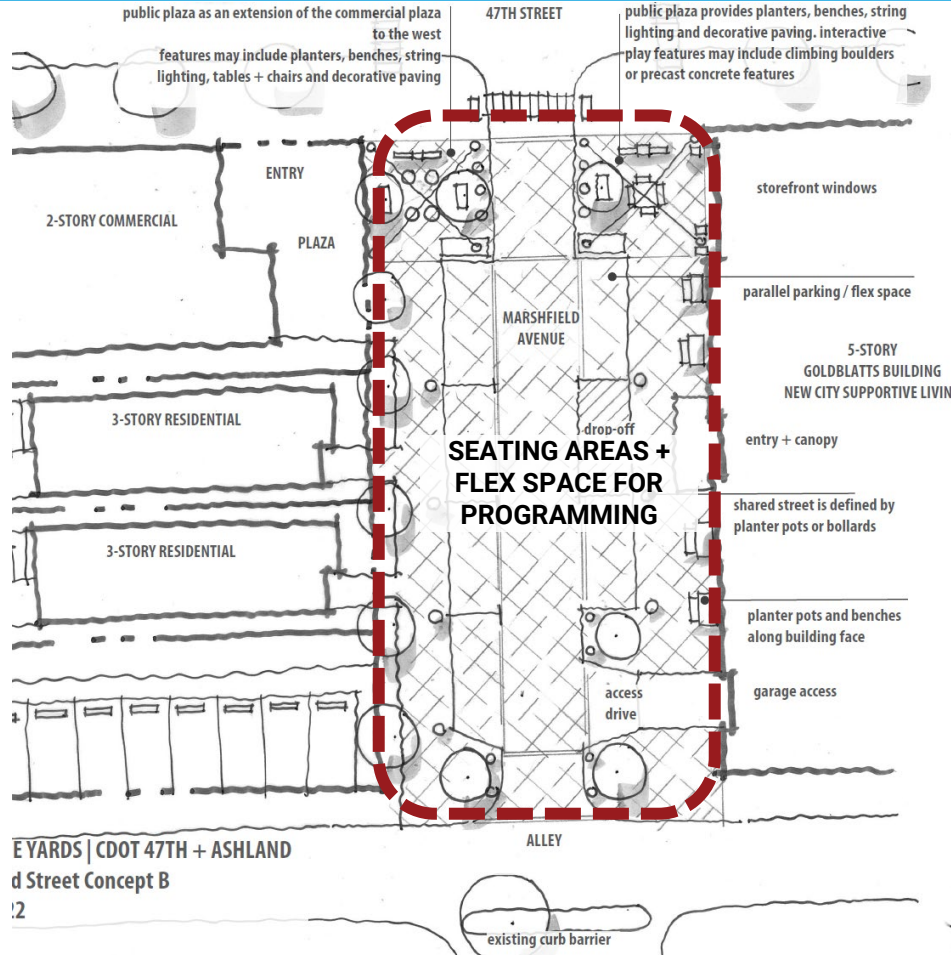 public plaza as an extension of the commercial plaza
to the west
features may include planters, benches, string
lighting, tables + chairs and decorative paving
47TH STREET
public plaza provides planters, benches, string
lighting and decorative paving. interactive
play features may include climbing boulders
or precast concrete features
ENTRY
PLAZA
2-STORY COMMERCIAL
storefront windows
parallel parking / flex space
MARSHFIELD
AVENUE
5-STORY
GOLDBLATTS BUILDING
NEW CITY SUPPORTIVE LIVIN
3-STORY RESIDENTIAL
drop-off
entry + canopy
SEATING AREAS +
FLEX SPACE FOR
PROGRAMMING
shared street is defined by
planter pots or bollards
3-STORY RESIDENTIAL
planter pots and benches
along building face
access
drive
garage access
ALLEY
E YARDS | CDOT 47TH + ASHLAND
d Street Concept B
22
existing curb barrier